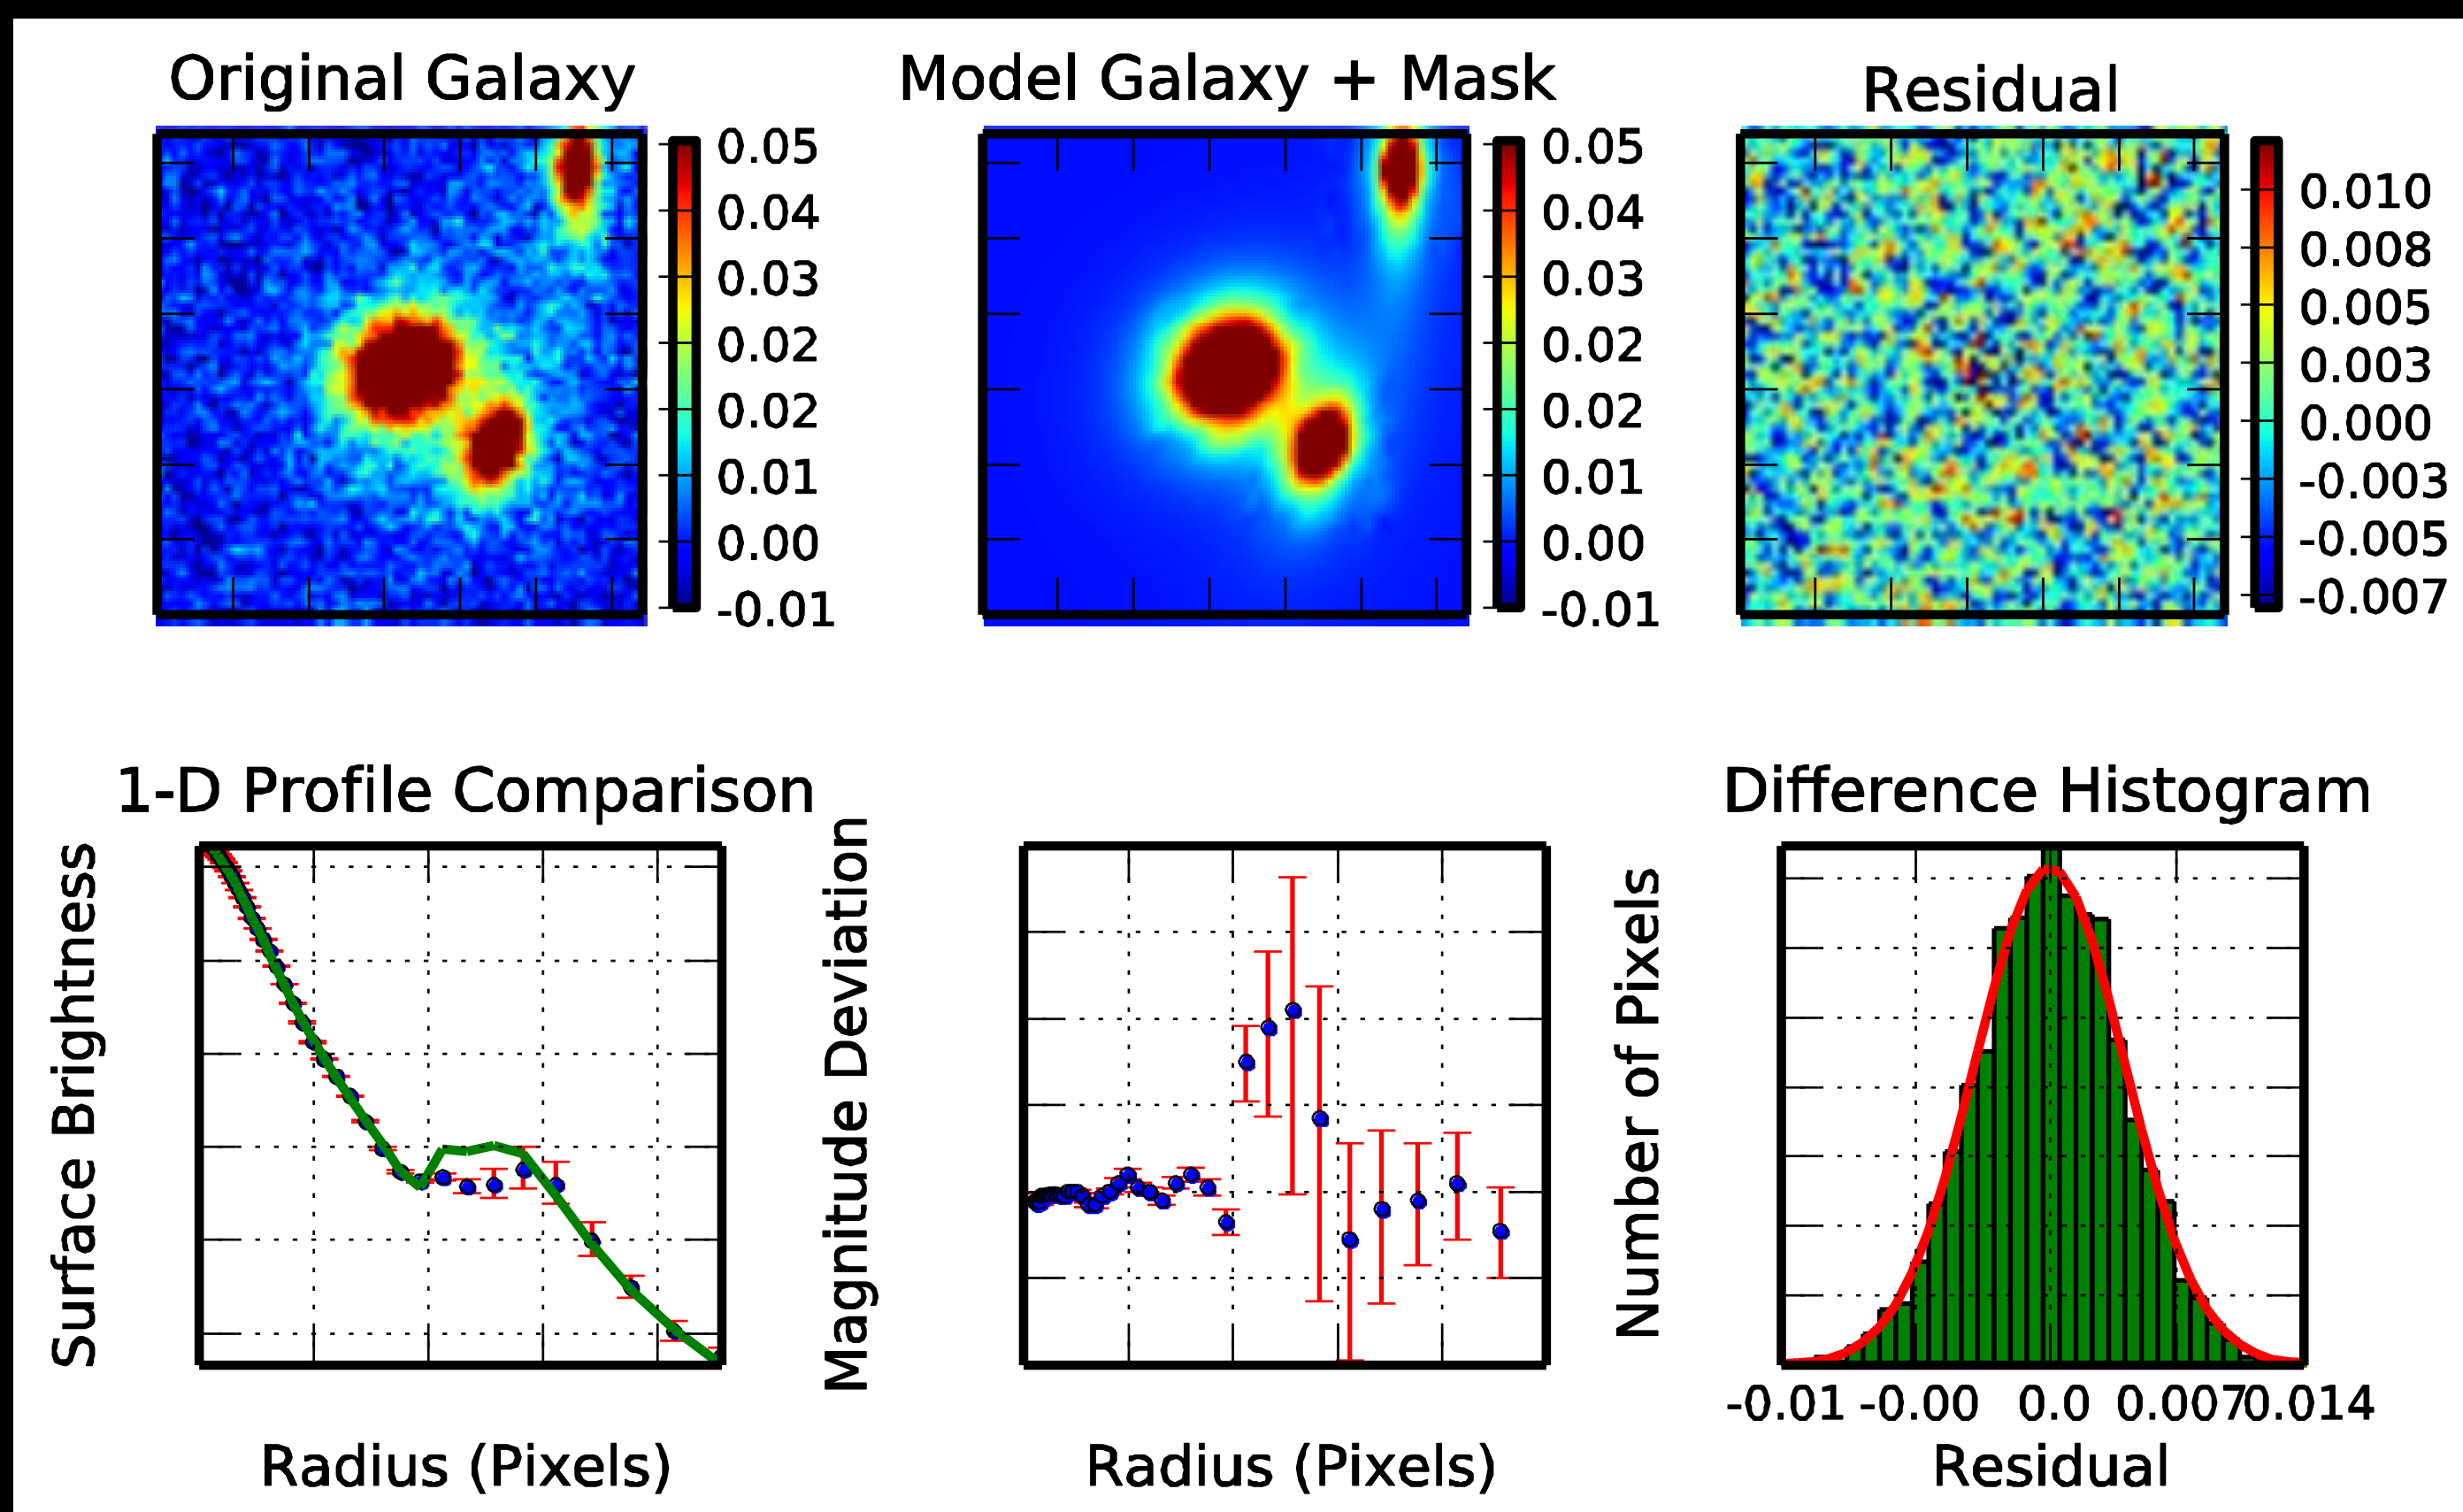 Original Galaxy
0.05
0.04
0.03
0.02
0.02
0.01
0.00
-0.01
Model Galaxy + Mask
0.05
0.04
0.03
0.02
0.02
0.01
0.00
-0.01
Residual
0.010
0.008
0.005
0.003
0.000
-0.003
-0.005
-0.007
1-D Profile Comparison
Surface Brightness
Radius (Pixels)
Magnitude Deviation
Radius (Pixels)
Difference Histogram
Number of Pixels
-0.01 -0.00 0.0 0.007 0.014
Residual